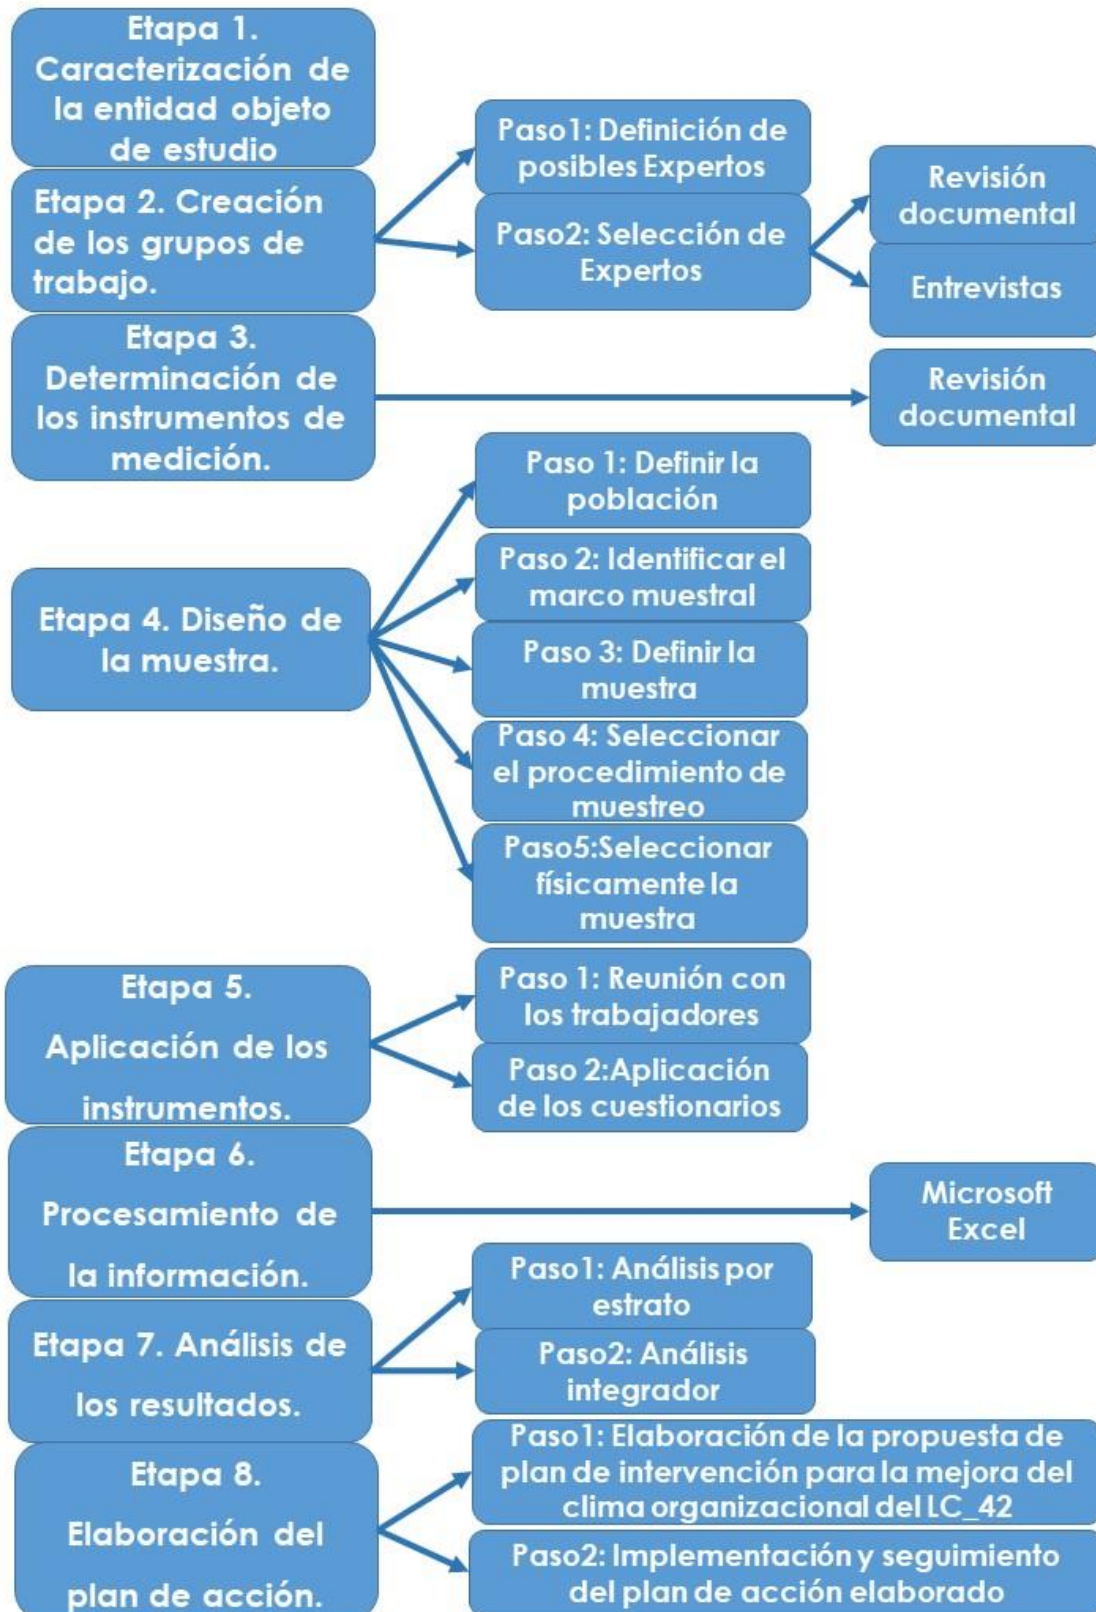 Etapa 1.
Caracterización de
la entidad objeto
de estudio
Etapa 2. Creación
de los grupos de
trabajo.
Paso1: Definición de
posibles Expertos
Paso2: Selección de
Expertos
Revisión
documental
Entrevistas
Etapa 3.
Determinación de
los instrumentos de
medición.
Revisión
documental
Etapa 4. Diseño de
la muestra.
Paso 1: Definir la
población
Paso 2: Identificar el
marco muestral
Paso 3: Definir la
muestra
Paso 4: Seleccionar
el procedimiento de
muestreo
Paso5:Seleccionar
físicamente la
muestra
Etapa 5.
Aplicación de los
instrumentos.
Paso 1: Reunión con
los trabajadores
Paso 2:Aplicación
de los cuestionarios
Etapa 6.
Procesamiento de
la información.
Microsoft
Excel
Etapa 7. Análisis de
los resultados.
Paso1: Análisis por
estrato
Paso2: Análisis
integrador
Etapa 8.
Elaboración del
plan de acción.
Paso1: Elaboración de la propuesta de
plan de intervención para la mejora del
clima organizacional del LC_42
Paso2: Implementación y seguimiento
del plan de acción elaborado